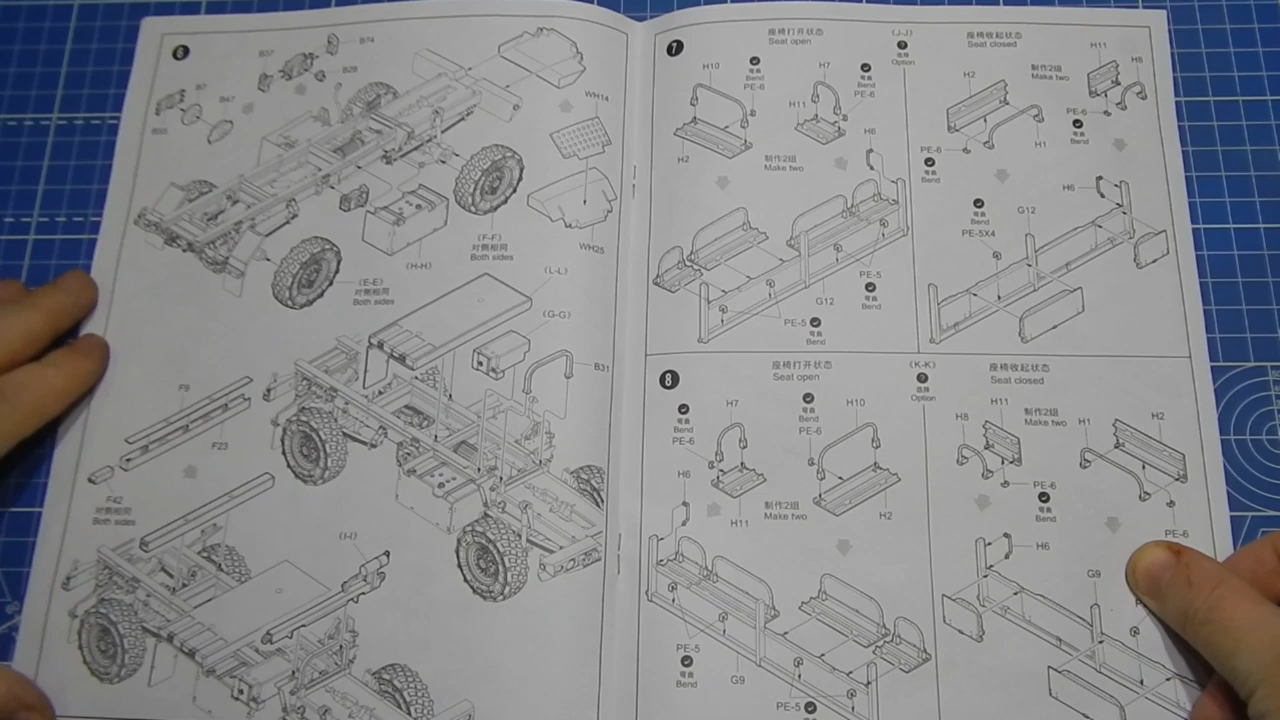 6
B37
B74
B29
B7
B47
B55
WH14
WH25
(F-F)
对侧相同
Both sides
(H-H)
(E-E)
对侧相同
Both sides
(L-L)
(G-G)
B31
F9
F23
F42
对侧相同
Both sides
(I-I)
7
座椅打开状态
Seat open
(J-J)
?
选择
Option
座椅收起状态
Seat closed
H10
弯曲
Bend
PE-6
H7
弯曲
Bend
PE-6
H11
H6
H2
制作2组
Make two
PE-5
弯曲
Bend
G12
PE-5
弯曲
Bend
H2
制作2组
Make two
H11
H8
PE-6
弯曲
Bend
PE-6
弯曲
Bend
H1
H6
弯曲
Bend
PE-5X4
G12
8
座椅打开状态
Seat open
(K-K)
?
选择
Option
座椅收起状态
Seat closed
弯曲
Bend
PE-6
H7
弯曲
Bend
PE-6
H10
H6
H11
制作2组
Make two
H2
PE-5
弯曲
Bend
G9
PE-5
H11
H8
制作2组
Make two
H1
H2
PE-6
弯曲
Bend
PE-6
H6
G9